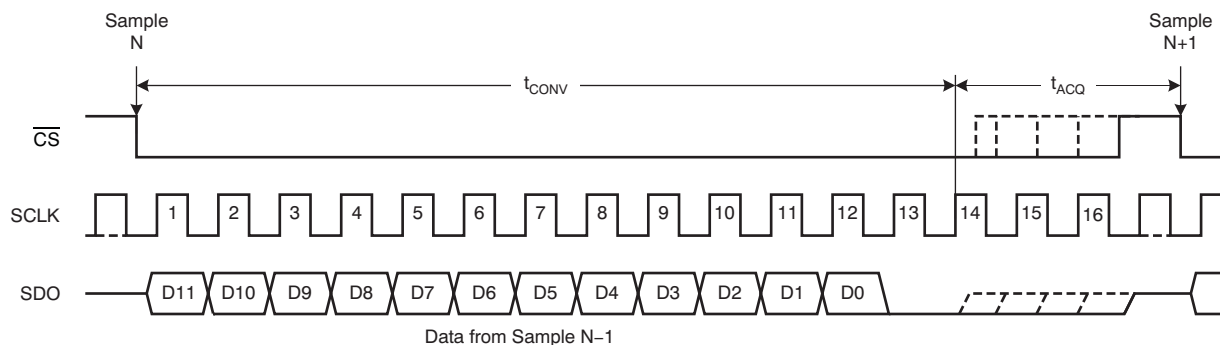 Sample
N
Sample
N+1
tCONV
tACQ
CS
SCLK
1 2 3 4 5 6 7 8 9 10 11 12 13 14 15 16
SDO
D11 D10 D9 D8 D7 D6 D5 D4 D3 D2 D1 D0
Data from Sample N−1